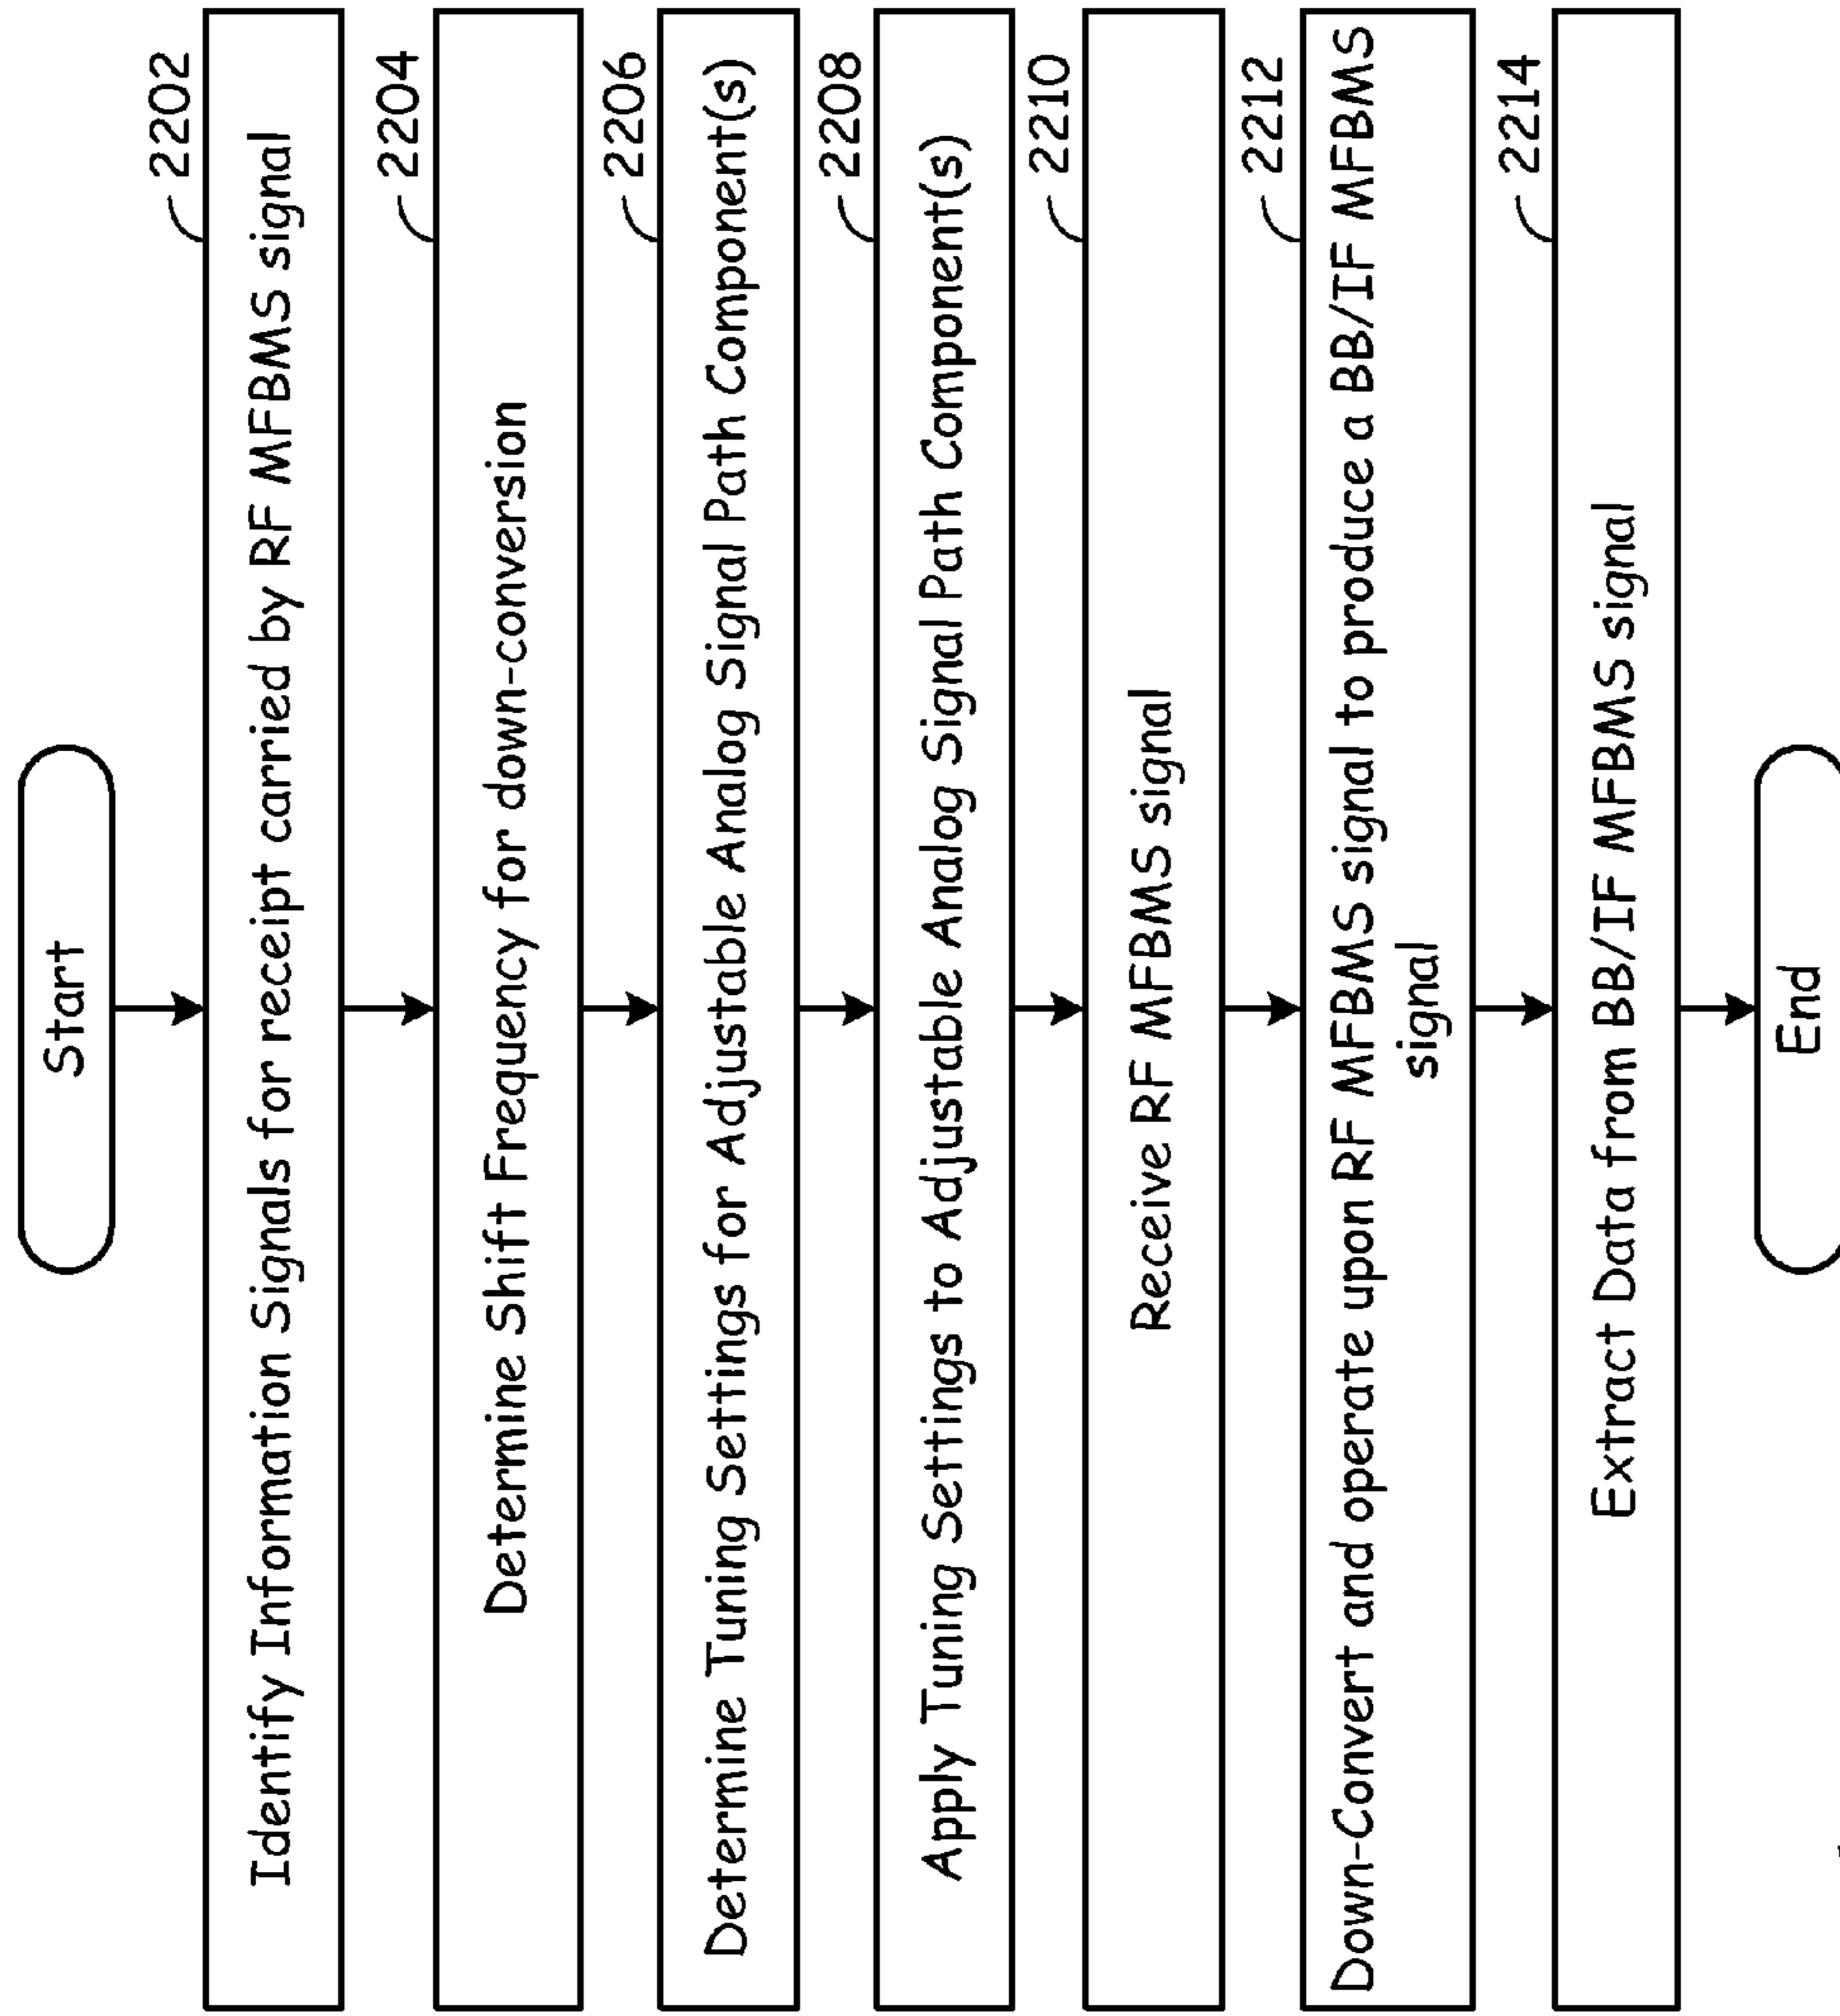 Start
2202
Identify Information Signals for receipt carried by RF MFBMS signal
2204
Determine Shift Frequency for down-conversion
2206
Determine Tuning Settings for Adjustable Analog Signal Path Component(s)
2208
Apply Tuning Settings to Adjustable Analog Signal Path Component(s)
2210
Receive RF MFBMS signal
2212
Down-Convert and operate upon RF MFBMS signal to produce a BB/IF MFBMS
signal
2214
Extract Data from BB/IF MFBMS signal
End